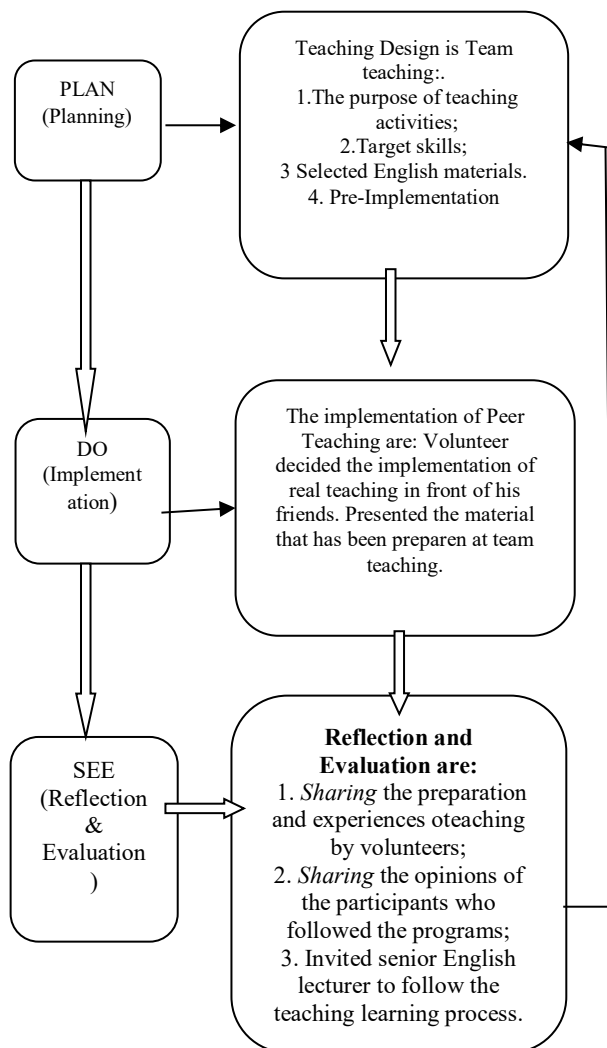 PLAN
(Planning)
Teaching Design is Team
teaching:.
1.The purpose of teaching
activities;
2.Target skills;
3 Selected English materials.
4. Pre-Implementation
DO
(Implement
ation)
The implementation of Peer
Teaching are: Volunteer
decided the implementation of
real teaching in front of his
friends. Presented the material
that has been preparen at team
teaching.
SEE
(Reflection
&
Evaluation
)
Reflection and
Evaluation are:
1. Sharing the preparation
and experiences oteaching
by volunteers;
2. Sharing the opinions of
the participants who
followed the programs;
3. Invited senior English
lecturer to follow the
teaching learning process.